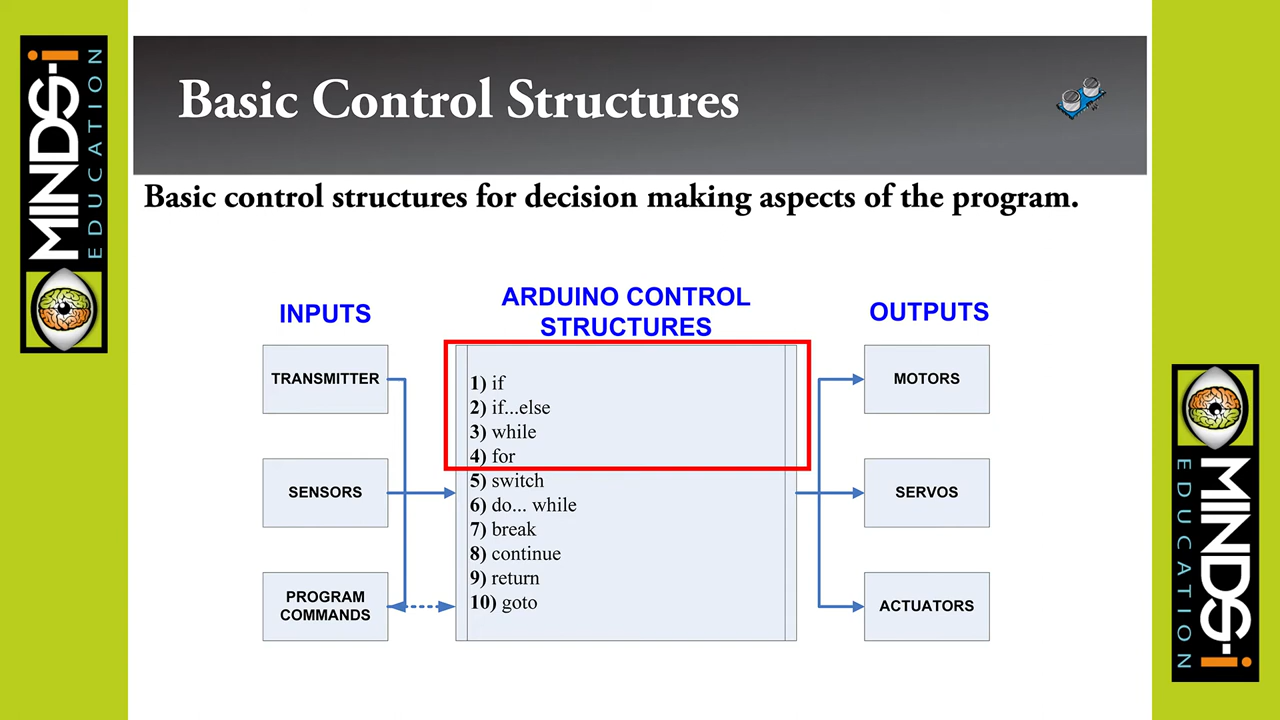 MINDS-i
EDUCATION
Basic Control Structures
Basic control structures for decision making aspects of the program.
INPUTS
TRANSMITTER
SENSORS
PROGRAM
COMMANDS
ARDUINO CONTROL
STRUCTURES
1) if
2) if...else
3) while
4) for
5) switch
6) do... while
7) break
8) continue
9) return
10) goto
OUTPUTS
MOTORS
SERVOS
ACTUATORS
MINDS-i
EDUCATION